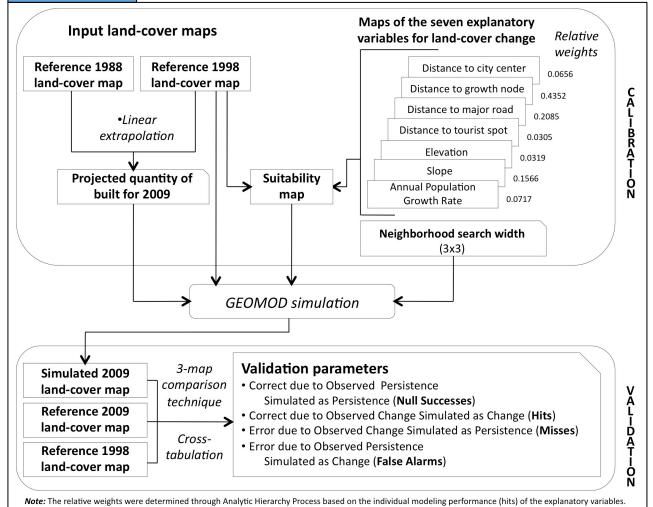 Input land-cover maps
Reference 1988
land-cover map
Reference 1998
land-cover map
•Linear
extrapolation
Projected quantity of
built for 2009
Suitability
map
Maps of the seven explanatory
variables for land-cover change
Relative
weights
Distance to city center
0.0656
Distance to growth node
0.4352
Distance to major road
0.2085
Distance to tourist spot
0.0305
Elevation
0.0319
Slope
0.1566
Annual Population
Growth Rate
0.0717
Neighborhood search width
(3x3)
CALIBRATION
GEOMOD simulation
Simulated 2009
land-cover map
Reference 2009
land-cover map
Reference 1998
land-cover map
3-map
comparison
technique
Cross-
tabulation
Validation parameters
• Correct due to Observed Persistence
Simulated as Persistence (Null Successes)
• Correct due to Observed Change Simulated as Change (Hits)
• Error due to Observed Change Simulated as Persistence (Misses)
• Error due to Observed Persistence
Simulated as Change (False Alarms)
VALIDATION
Note: The relative weights were determined through Analytic Hierarchy Process based on the individual modeling performance (hits) of the explanatory variables.